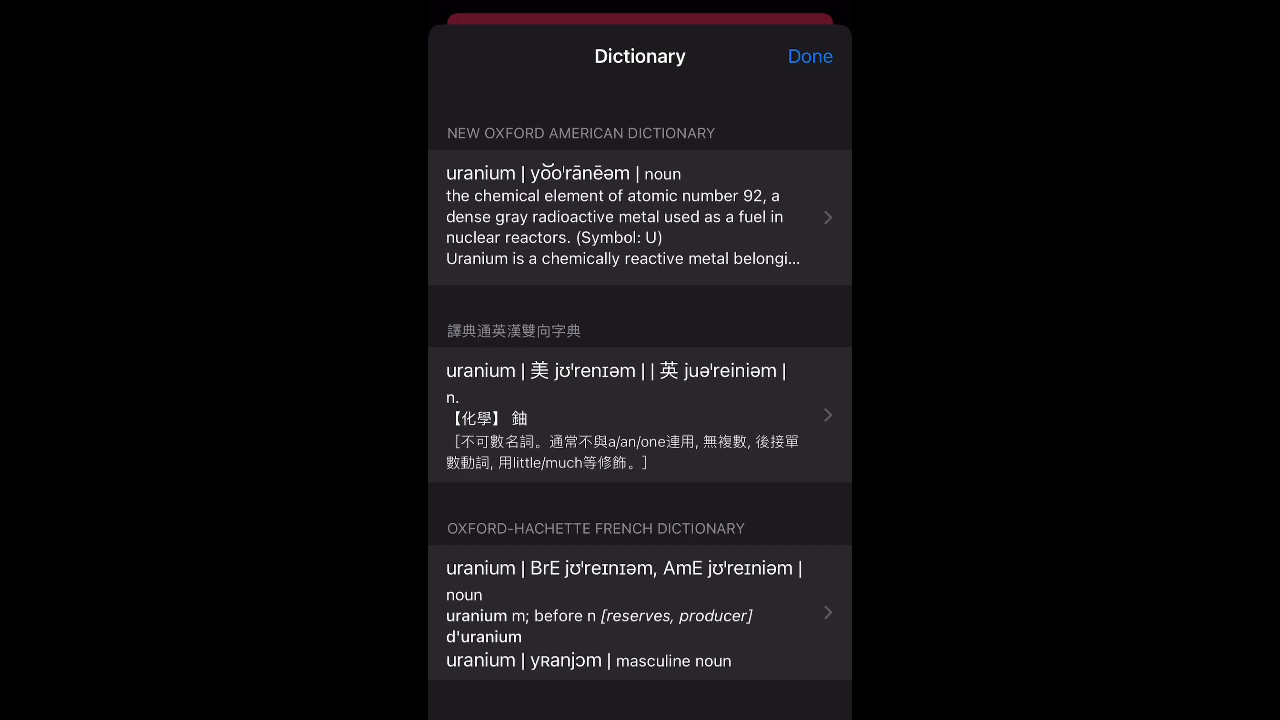 Dictionary
Done
NEW OXFORD AMERICAN DICTIONARY
uranium | yo͝oˈrānēəm | noun
the chemical element of atomic number 92, a
dense gray radioactive metal used as a fuel in
nuclear reactors. (Symbol: U)
Uranium is a chemically reactive metal belongi...
譯典通英漢雙向字典
uranium | 美 jʊˈrenɪəm | | 英 juəˈreiniəm |
n.
【化學】 鈾
［不可數名詞。通常不與a/an/one連用, 無複數, 後接單
數動詞, 用little/much等修飾。］
OXFORD-HACHETTE FRENCH DICTIONARY
uranium | BrE jʊˈreɪnɪəm, AmE jʊˈreɪniəm |
noun
uranium m; before n [reserves, producer]
d'uranium
uranium | yʀanjɔm | masculine noun